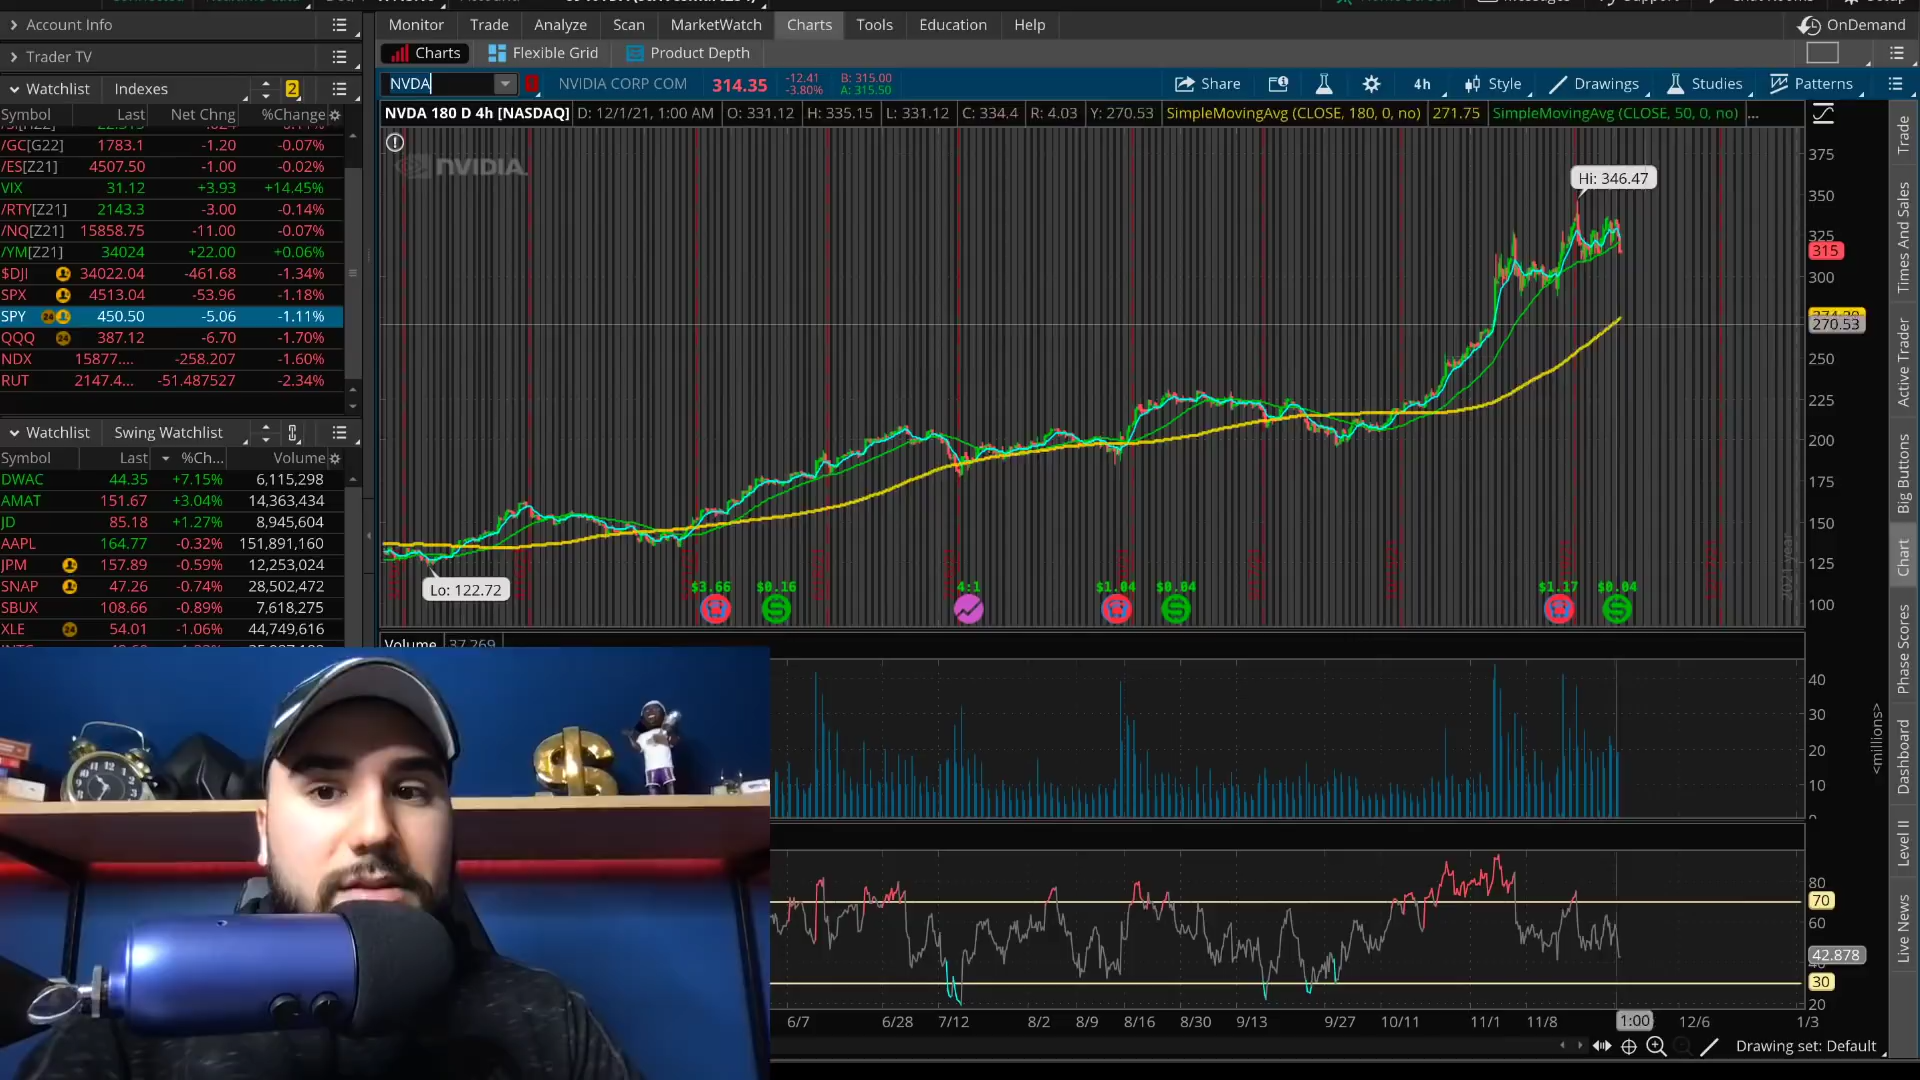 Account Info
Monitor Trade Analyze Scan MarketWatch Charts Tools Education Help
OnDemand
Trader TV
Charts Flexible Grid Product Depth
Watchlist Indexes 2
NVDA NVIDIA CORP COM 314.35 -12.41 -3.80% B: 315.00 A: 315.50 Share 4h Style Drawings Studies Patterns
Symbol Last Net Chng %Change
NVDA 180 D 4h [NASDAQ] D: 12/1/21, 1:00 AM O: 331.12 H: 335.15 L: 331.12 C: 334.4 R: 4.03 Y: 270.53 SimpleMovingAvg (CLOSE, 180, 0, no) 271.75 SimpleMovingAvg (CLOSE, 50, 0, no) ...
/GC[G22] 1783.1 -1.20 -0.07%
/ES[Z21] 4507.50 -1.00 -0.02%
VIX 31.12 +3.93 +14.45%
/RTY[Z21] 2143.3 -3.00 -0.14%
/NQ[Z21] 15858.75 -11.00 -0.07%
/YM[Z21] 34024 +22.00 +0.06%
$DJI 34022.04 -461.68 -1.34%
SPX 4513.04 -53.96 -1.18%
SPY 24 450.50 -5.06 -1.11%
QQQ 24 387.12 -6.70 -1.70%
NDX 15877.... -258.207 -1.60%
RUT 2147.4... -51.487527 -2.34%
Watchlist Swing Watchlist
Symbol Last %Ch... Volume
DWAC 44.35 +7.15% 6,115,298
AMAT 151.67 +3.04% 14,363,434
JD 85.18 +1.27% 8,945,604
AAPL 164.77 -0.32% 151,891,160
JPM 157.89 -0.59% 12,253,024
SNAP 47.26 -0.74% 28,502,472
SBUX 108.66 -0.89% 7,618,275
XLE 24 54.01 -1.06% 44,749,616
NVIDIA.
Hi: 346.47
Lo: 122.72
375
350
325
315
300
270.53
250
225
200
175
150
125
100
$3.66 $0.16 4:1 $1.04 $0.04 $1.17 $0.04
2021 year
Volume 37,269
40
30
20
10
<millions>
80
70
60
42.878
30
20
6/7 6/28 7/12 8/2 8/9 8/16 8/30 9/13 9/27 10/11 11/1 11/8 1:00 12/6 1/3
Drawing set: Default
Trade
Times And Sales
Active Trader
Big Buttons
Chart
Phase Scores
Dashboard
Level II
Live News